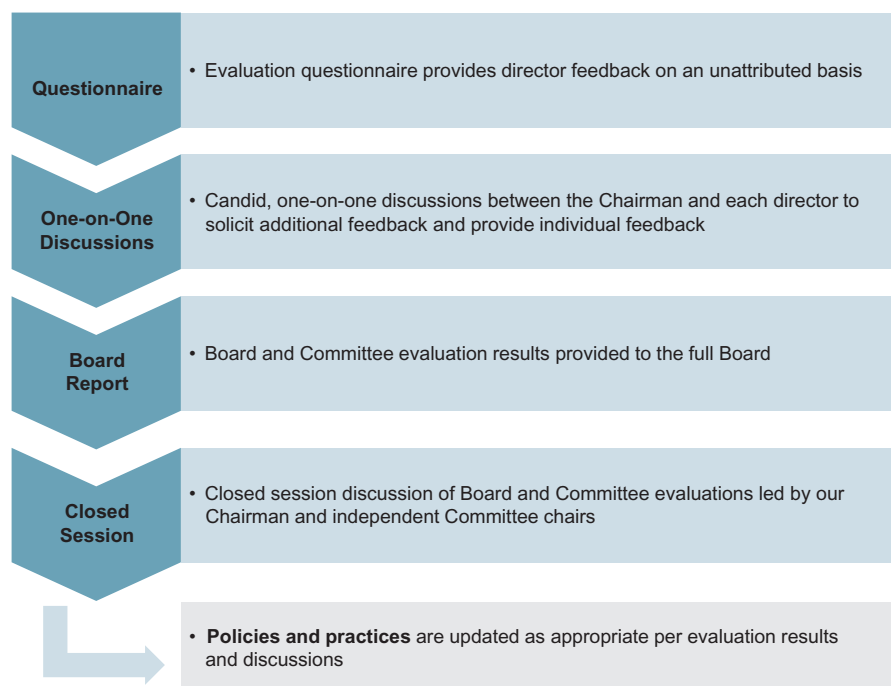 Questionnaire
• Evaluation questionnaire provides director feedback on an unattributed basis
One-on-One
Discussions
• Candid, one-on-one discussions between the Chairman and each director to
solicit additional feedback and provide individual feedback
Board
Report
• Board and Committee evaluation results provided to the full Board
Closed
Session
• Closed session discussion of Board and Committee evaluations led by our
Chairman and independent Committee chairs
• Policies and practices are updated as appropriate per evaluation results
and discussions